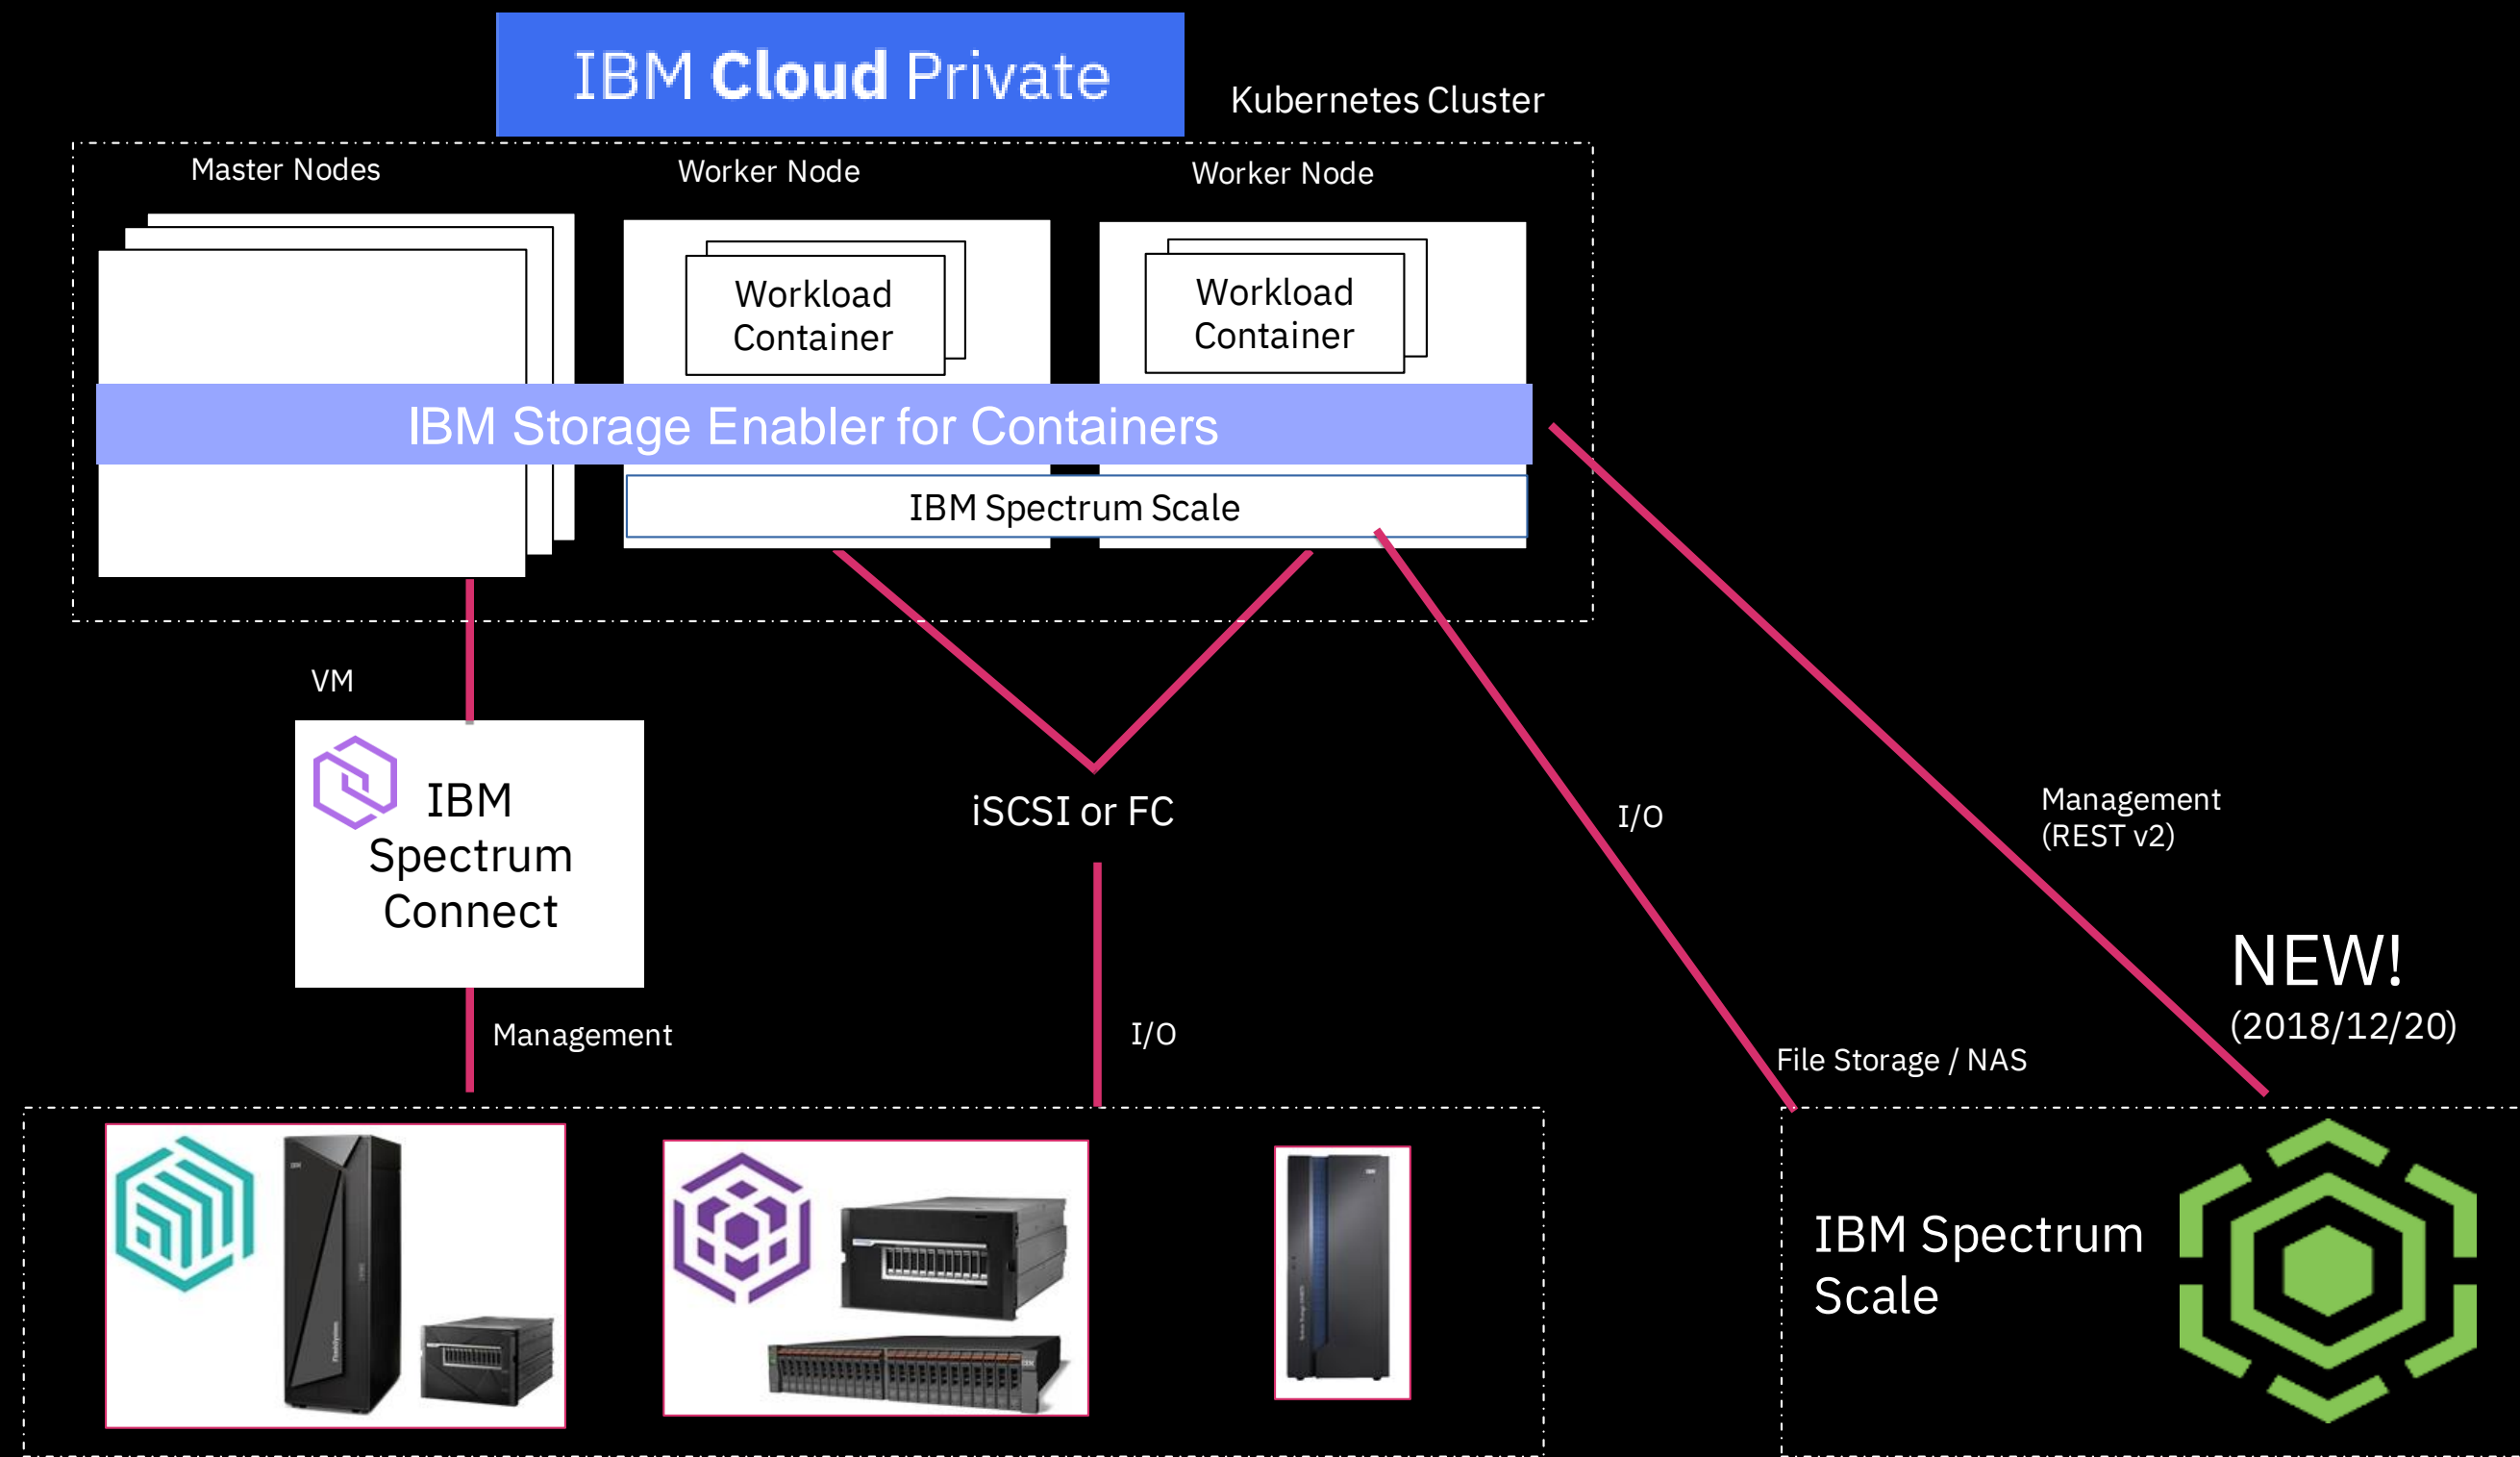 IBM Cloud Private
Kubernetes Cluster
Master Nodes
Worker Node
Worker Node
Workload
Container
Workload
Container
IBM Storage Enabler for Containers
IBM Spectrum Scale
VM
IBM
Spectrum
Connect
iSCSI or FC
I/O
Management
(REST v2)
NEW!
(2018/12/20)
Management
I/O
File Storage / NAS
IBM Spectrum
Scale